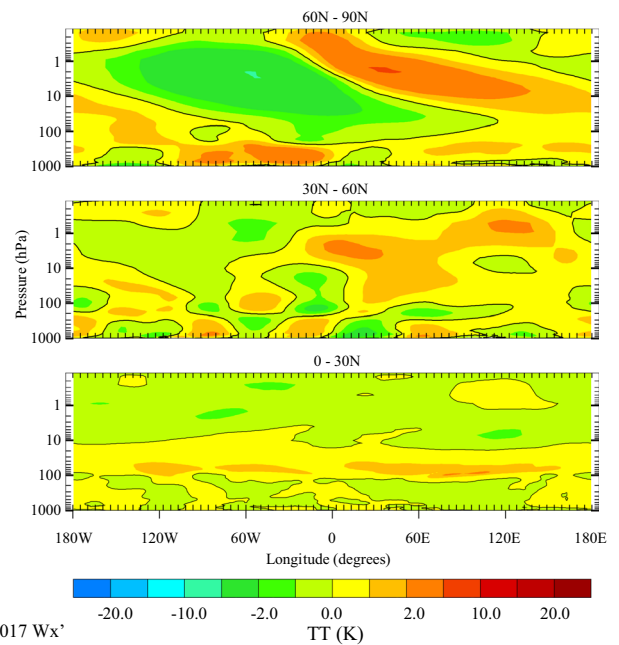 60N - 90N
1
10
100
1000
30N - 60N
1
10
100
1000
Pressure (hPa)
0 - 30N
1
10
100
1000
180W 120W 60W 0 60E 120E 180E
Longitude (degrees)
-20.0 -10.0 -2.0 0.0 2.0 10.0 20.0
017 Wx’ TT (K)